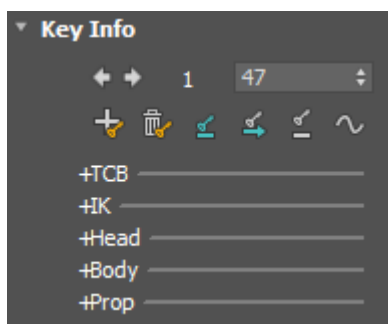 Key Info
1 47
+TCB
+IK
+Head
+Body
+Prop